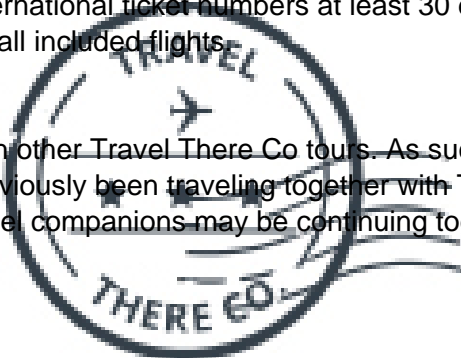 ernational ticket numbers at least 30
all included flights.
TRAVEL
n other Travel There Co tours. As su
viously been traveling together with
el companions may be continuing to
THERE CO.